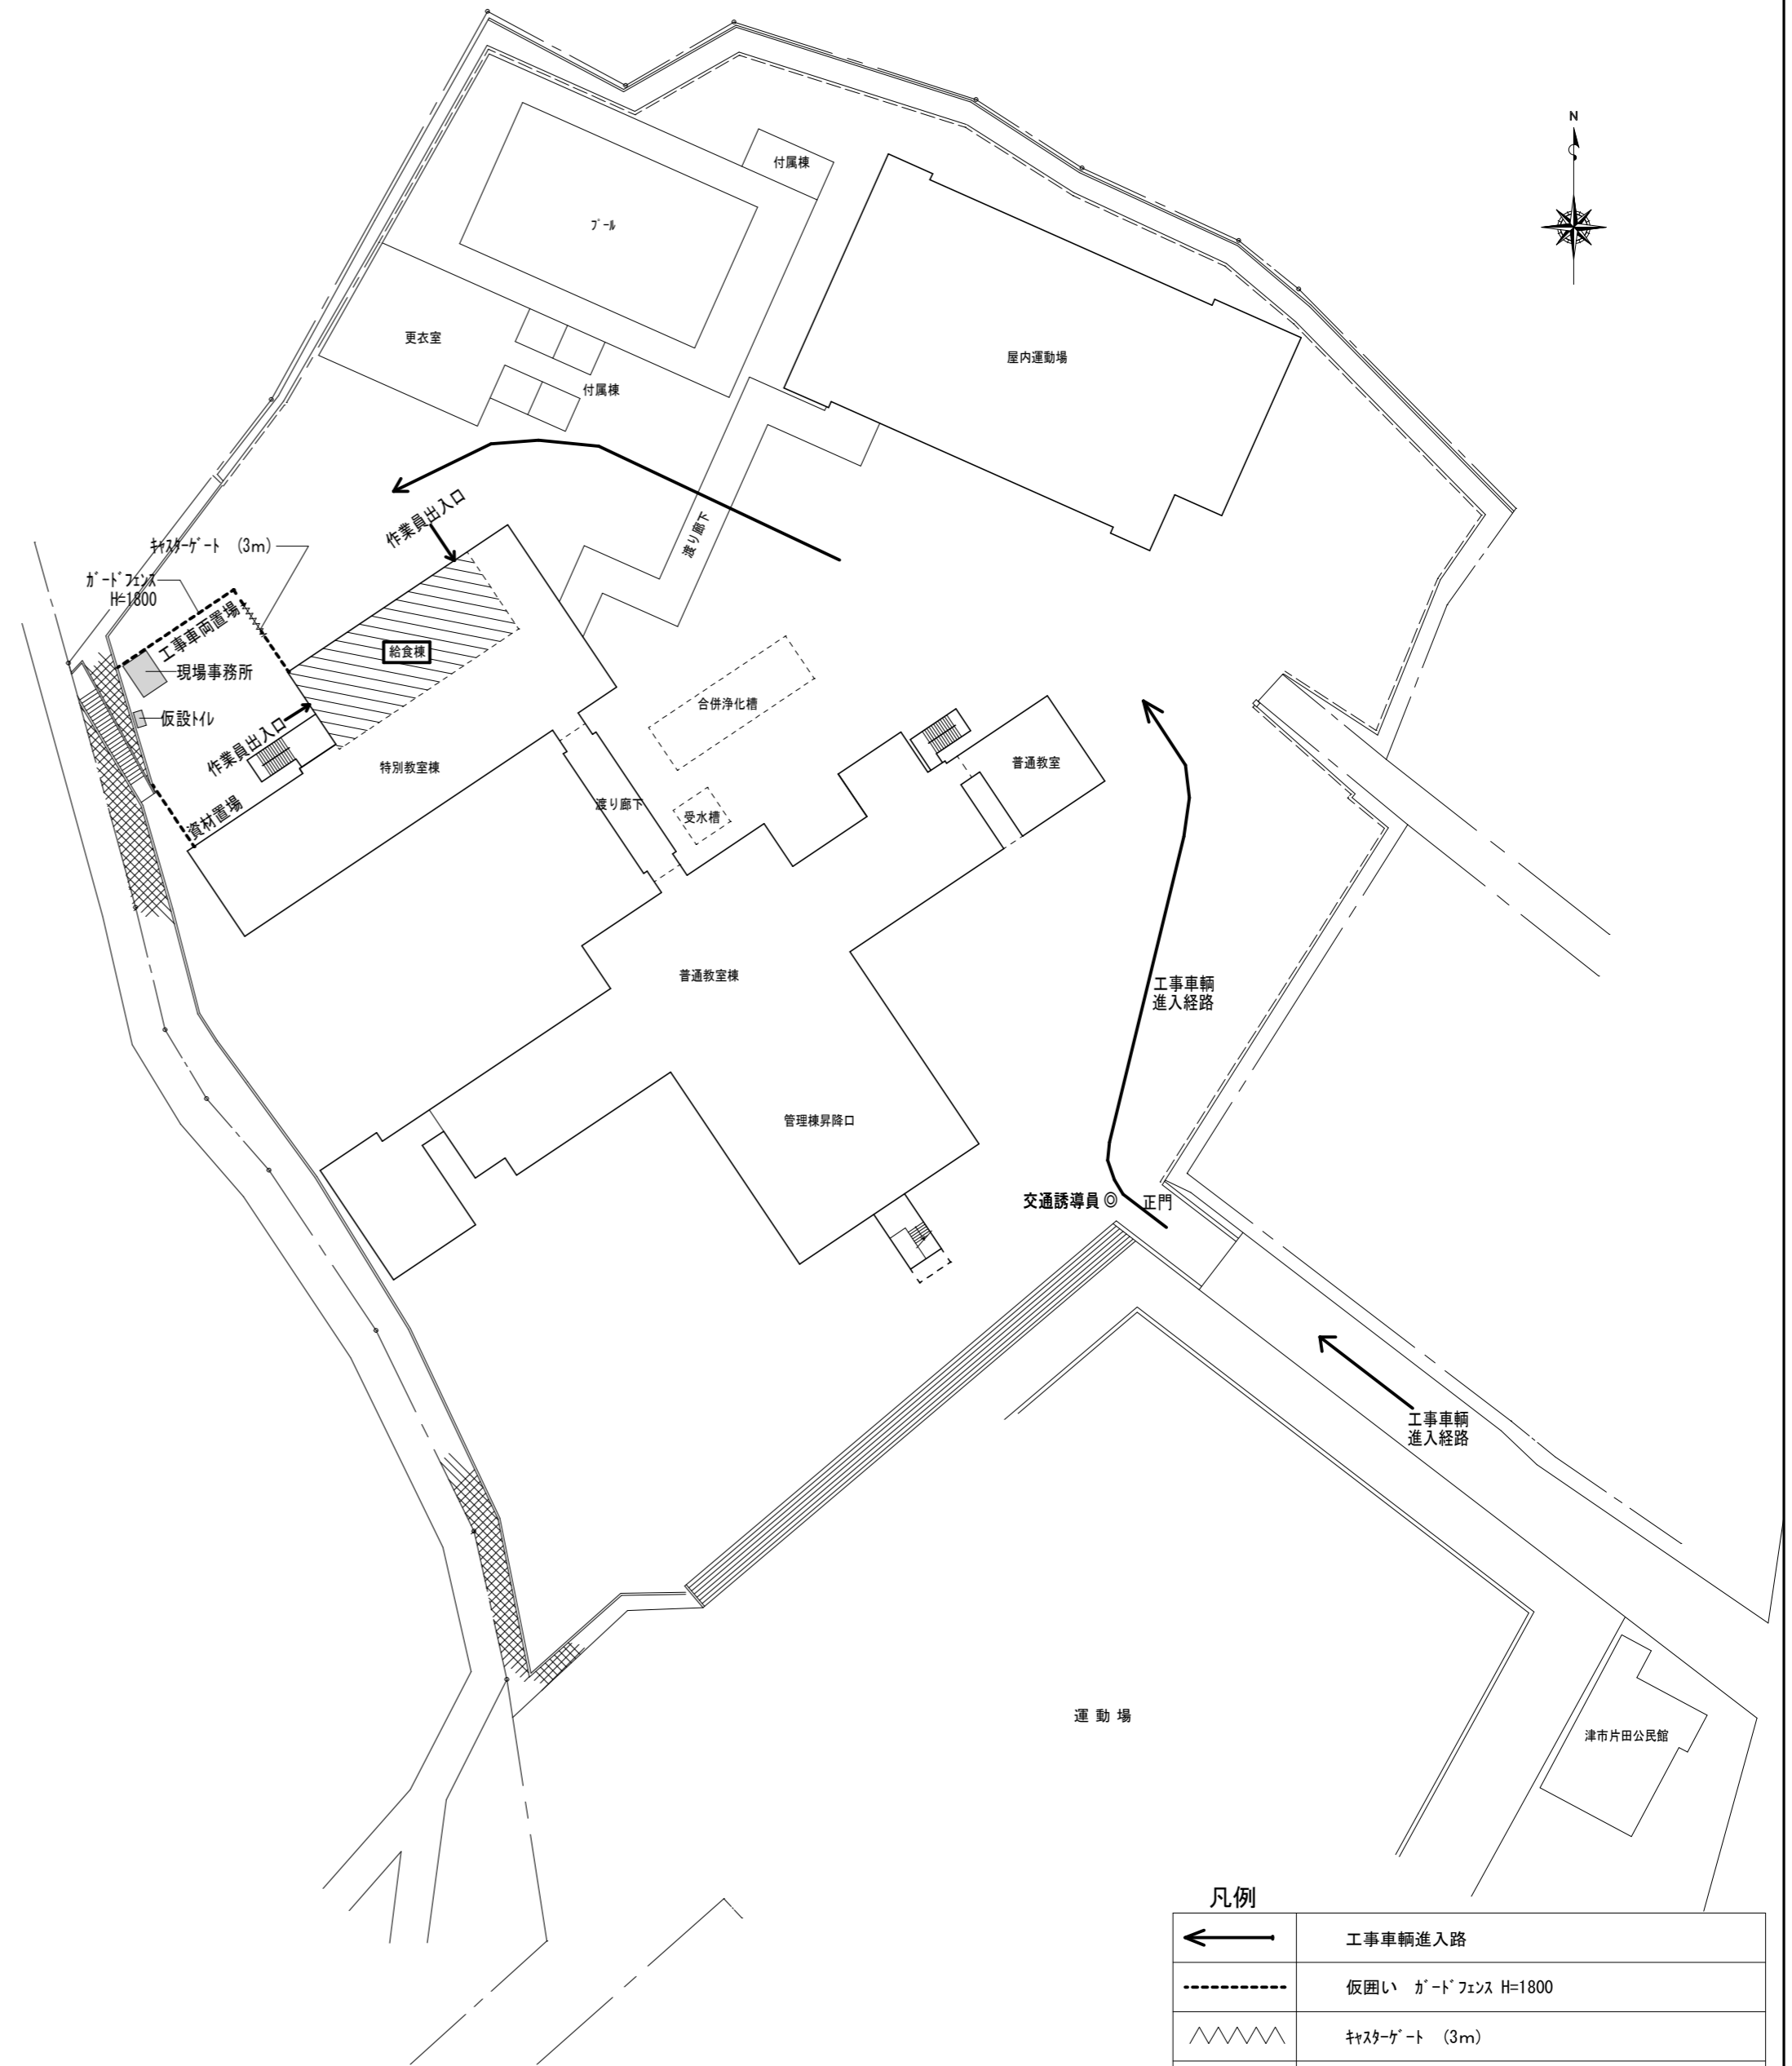 N
付属棟
プール
更衣室
付属棟
屋内運動場
渡り廊下
作業員出入口
キャスターゲート (3m)
ガードフェンス
H=1800
工事車両置場
現場事務所
仮設トイレ
作業員出入口
資材置場
給食棟
特別教室棟
合併浄化槽
渡り廊下
受水槽
普通教室
普通教室棟
工事車輌
進入経路
管理棟昇降口
交通誘導員 ◎
正門
工事車輌
進入経路
運動場
津市片田公民館
凡例
工事車輌進入路
仮囲い ガードフェンス H=1800
キャスターゲート (3m)